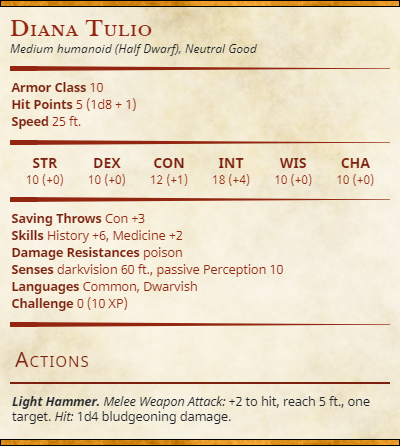 Diana Tulio
Medium humanoid (Half Dwarf), Neutral Good
Armor Class 10
Hit Points 5 (1d8 + 1)
Speed 25 ft.
STR DEX CON INT WIS CHA
10 (+0) 10 (+0) 12 (+1) 18 (+4) 10 (+0) 10 (+0)
Saving Throws Con +3
Skills History +6, Medicine +2
Damage Resistances poison
Senses darkvision 60 ft., passive Perception 10
Languages Common, Dwarvish
Challenge 0 (10 XP)
Actions
Light Hammer. Melee Weapon Attack: +2 to hit, reach 5 ft., one
target. Hit: 1d4 bludgeoning damage.